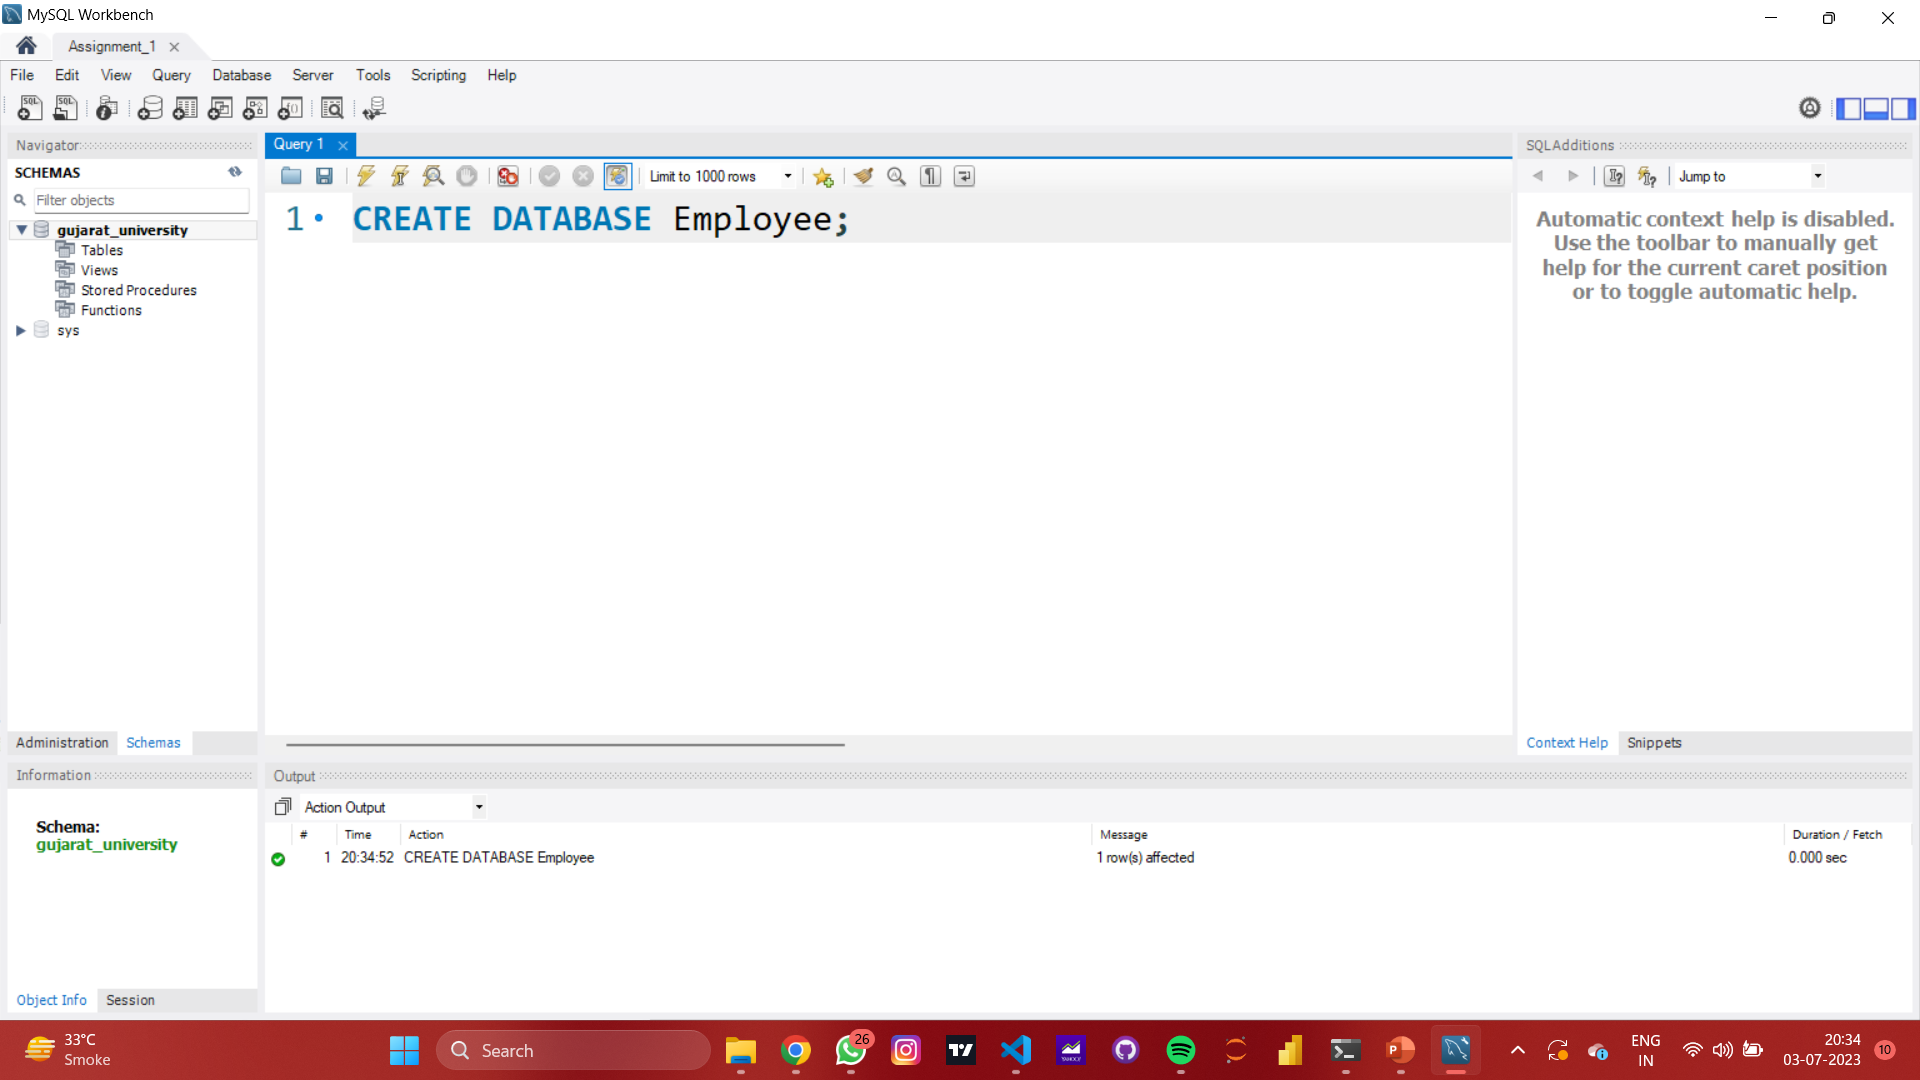 MySQL Workbench
Assignment_1
File Edit View Query Database Server Tools Scripting Help
Navigator
SCHEMAS
Filter objects
gujarat_university
Tables
Views
Stored Procedures
Functions
sys
Administration Schemas
Information
Schema:
gujarat_university
Object Info Session
Query 1
Limit to 1000 rows
1 CREATE DATABASE Employee;
SQLAdditions
Jump to
Automatic context help is disabled.
Use the toolbar to manually get
help for the current caret position
or to toggle automatic help.
Context Help Snippets
Output
Action Output
# Time Action Message Duration / Fetch
1 20:34:52 CREATE DATABASE Employee 1 row(s) affected 0.000 sec
33°C
Smoke
Search
26
ENG
IN
20:34
03-07-2023
10